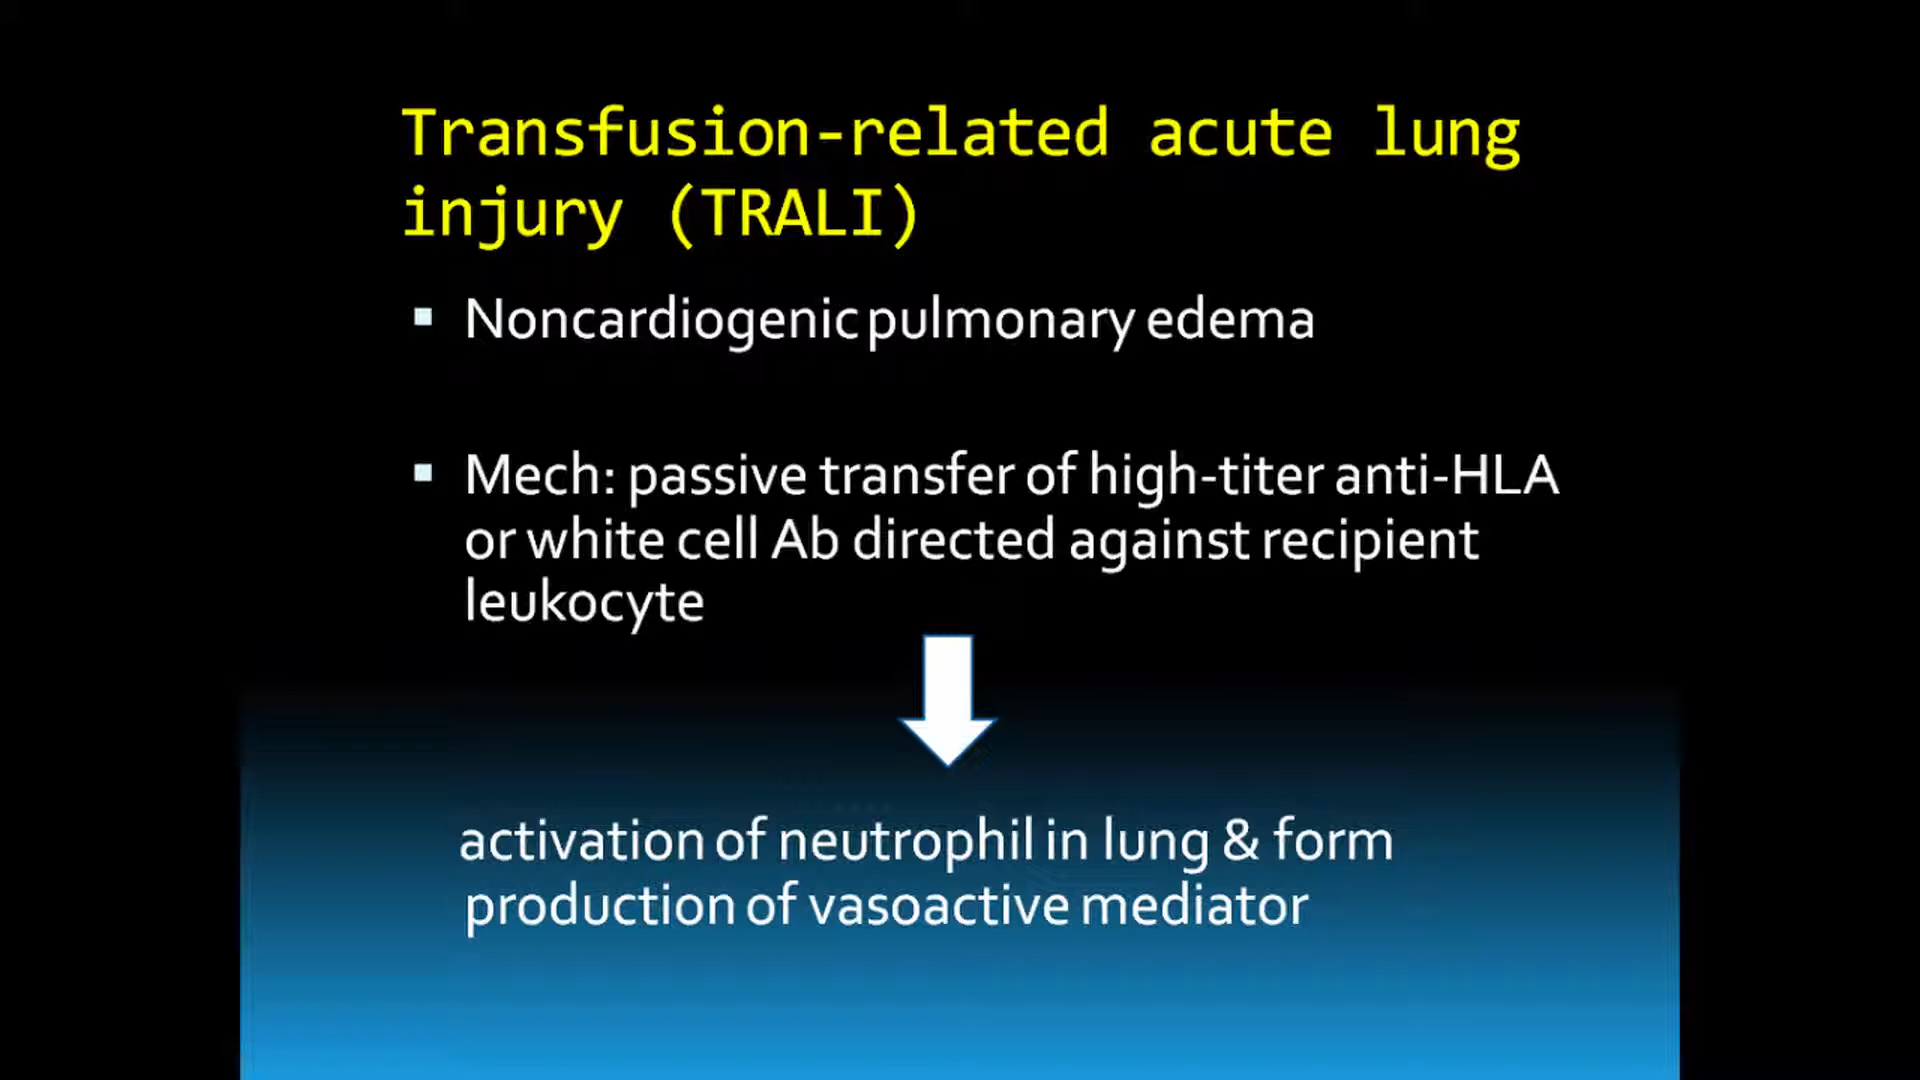 Transfusion-related acute lung
injury (TRALI)
Noncardiogenic pulmonary edema
Mech: passive transfer of high-titer anti-HLA
or white cell Ab directed against recipient
leukocyte
activation of neutrophil in lung & form
production of vasoactive mediator